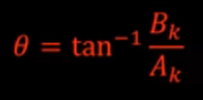 θ = tan⁻¹ Bₖ/Aₖ